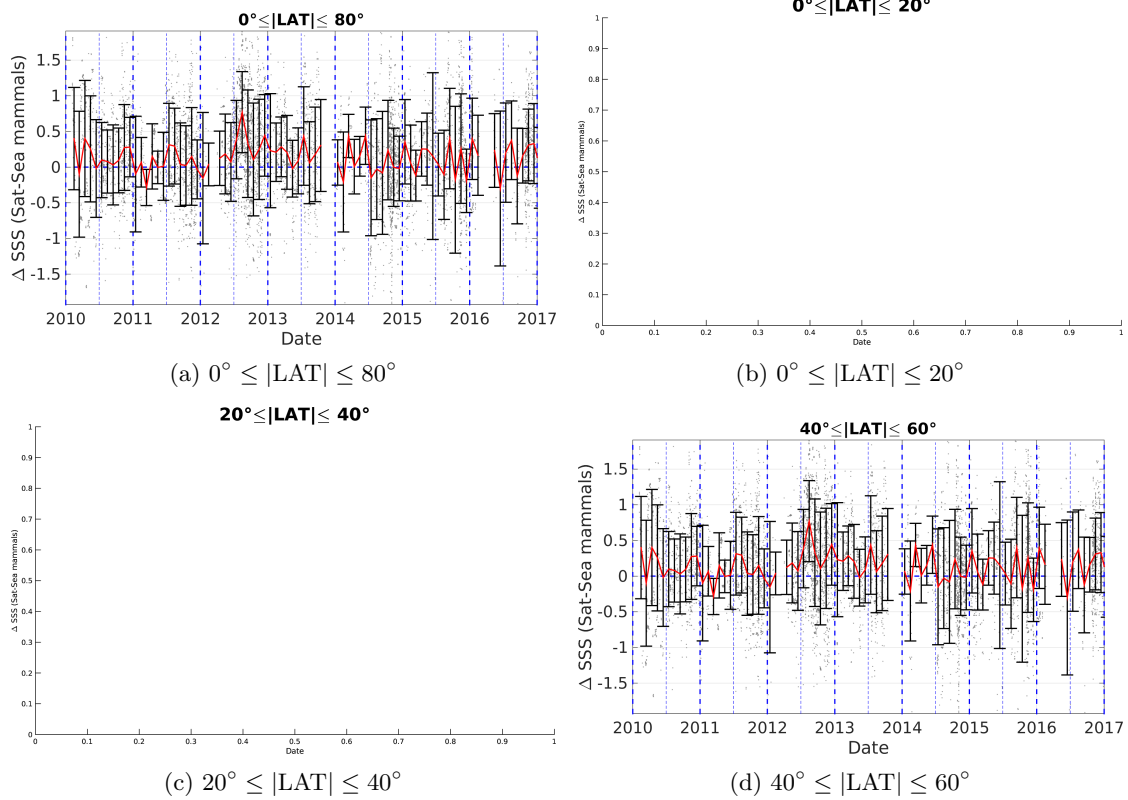 0°≤|LAT|≤ 80°
Δ SSS (Sat-Sea mammals)
1.5
1
0.5
0
-0.5
-1
-1.5
2010 2011 2012 2013 2014 2015 2016 2017
Date
(a) 0° ≤ |LAT| ≤ 80°
0°≤|LAT|≤ 20°
Δ SSS (Sat-Sea mammals)
1
0.9
0.8
0.7
0.6
0.5
0.4
0.3
0.2
0.1
0
0 0.1 0.2 0.3 0.4 0.5 0.6 0.7 0.8 0.9 1
Date
(b) 0° ≤ |LAT| ≤ 20°
20°≤|LAT|≤ 40°
Δ SSS (Sat-Sea mammals)
1
0.9
0.8
0.7
0.6
0.5
0.4
0.3
0.2
0.1
0
0 0.1 0.2 0.3 0.4 0.5 0.6 0.7 0.8 0.9 1
Date
(c) 20° ≤ |LAT| ≤ 40°
40°≤|LAT|≤ 60°
Δ SSS (Sat-Sea mammals)
1.5
1
0.5
0
-0.5
-1
-1.5
2010 2011 2012 2013 2014 2015 2016 2017
Date
(d) 40° ≤ |LAT| ≤ 60°